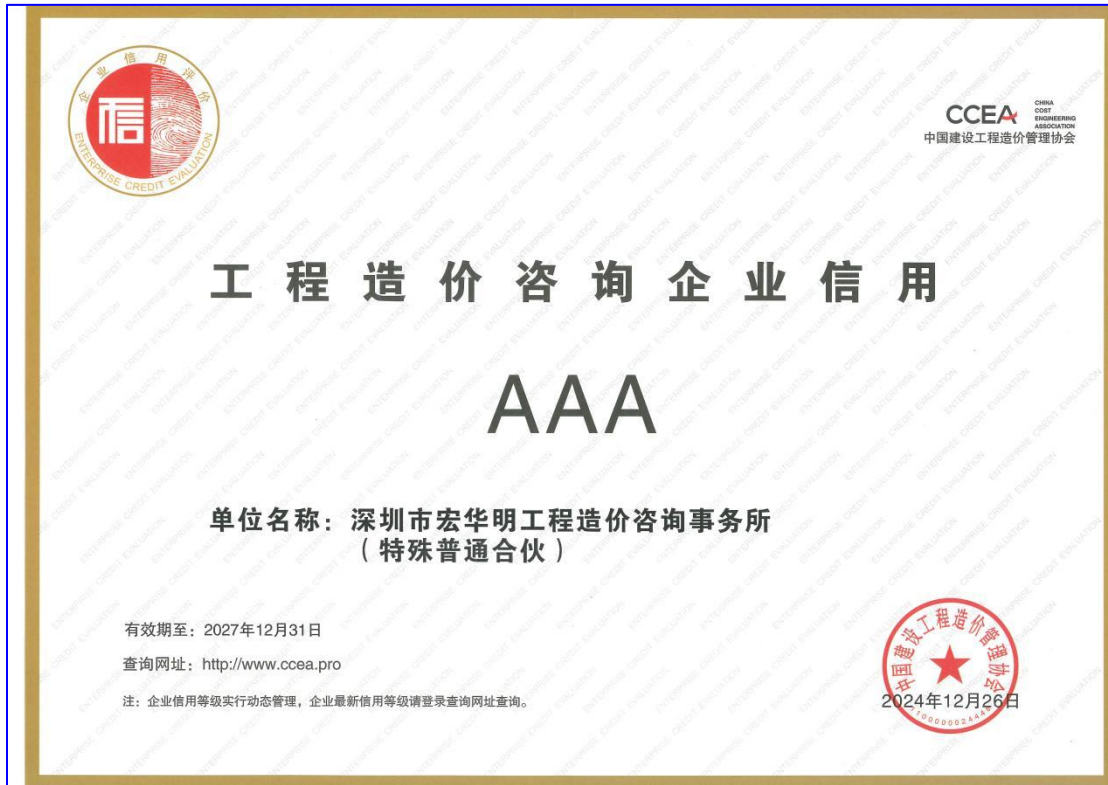 企业信用评价
信
ENTERPRISE CREDIT EVALUATION
CCEA
CHINA
COST
ENGINEERING
ASSOCIATION
中国建设工程造价管理协会
工程造价咨询企业信用
AAA
单位名称：深圳市宏华明工程造价咨询事务所
（特殊普通合伙）
有效期至：2027年12月31日
查询网址：http://www.ccea.pro
注：企业信用等级实行动态管理，企业最新信用等级请登录查询网址查询。
中国建设工程造价管理协会
2024年12月26日